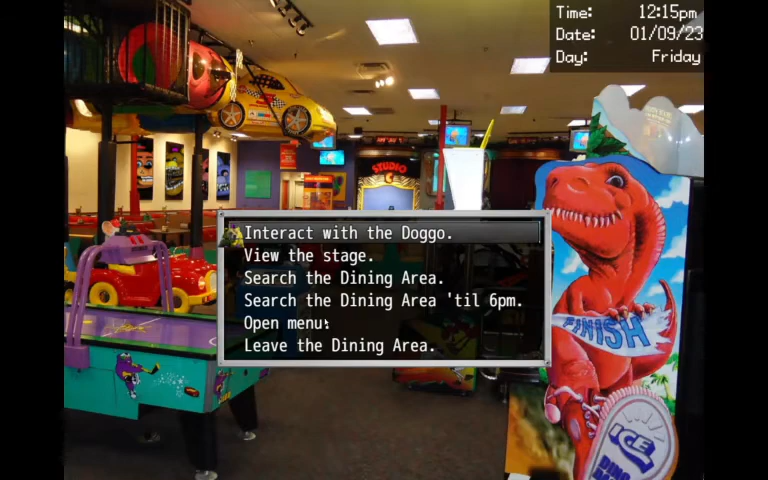 Time: 12:15pm
Date: 01/09/23
Day: Friday
STUDIO
Interact with the Doggo.
View the stage.
Search the Dining Area.
Search the Dining Area 'til 6pm.
Open menu.
Leave the Dining Area.
FINISH
ICE